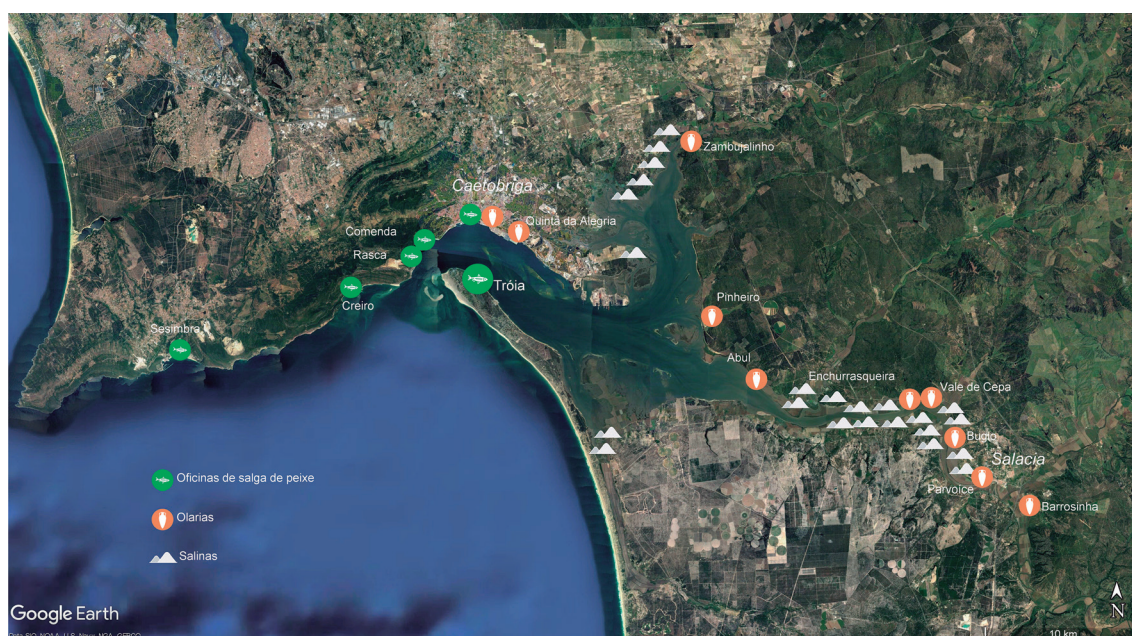 Zambujalinho
Caetobriga
Quinta da Alegria
Comenda
Rasca
Tróia
Creiro
Pinheiro
Sesimbra
Abul
Enchurrasqueira
Vale de Cepa
Bugio
Salacia
Parvoice
Barrosinha
Oficinas de salga de peixe
Olarias
Salinas
Google Earth
N
10 km